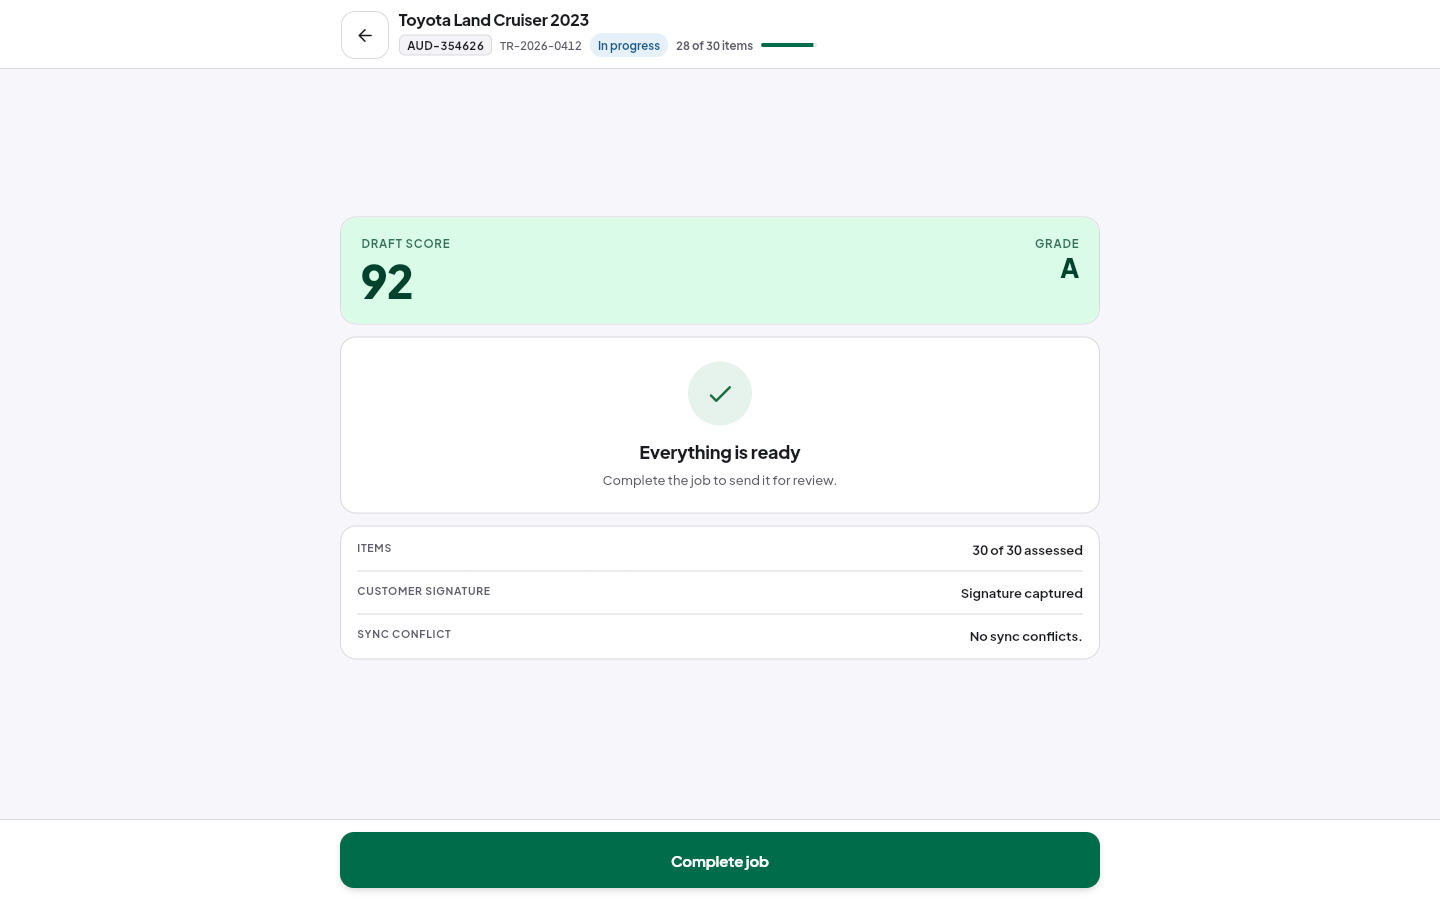 Toyota Land Cruiser 2023
AUD-354626 TR-2026-0412 In progress 28 of 30 items
DRAFT SCORE GRADE
92 A
Everything is ready
Complete the job to send it for review.
ITEMS 30 of 30 assessed
CUSTOMER SIGNATURE Signature captured
SYNC CONFLICT No sync conflicts.
Complete job